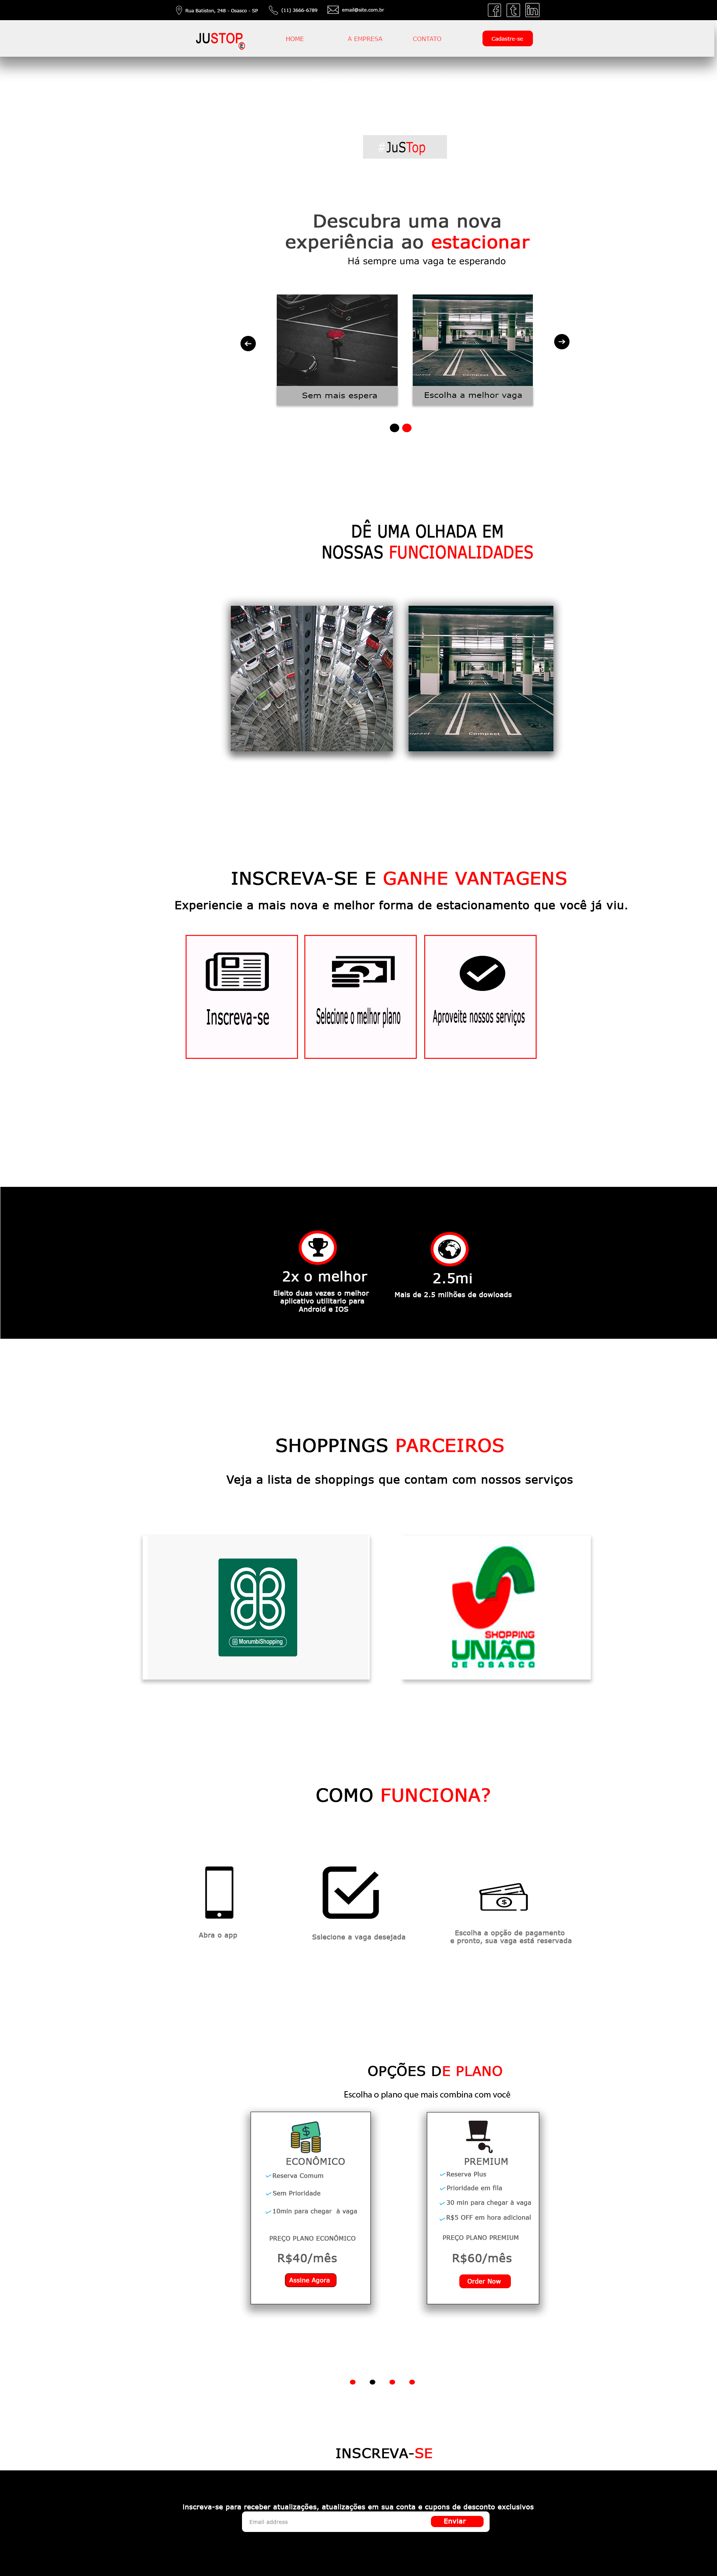 Rua Batiston, 248 - Osasco - SP
(11) 3666-6789
email@site.com.br
JUSTOP
HOME
A EMPRESA
CONTATO
Cadastre-se
#JuSTop
Descubra uma nova
experiência ao estacionar
Há sempre uma vaga te esperando
Sem mais espera
Escolha a melhor vaga
DÊ UMA OLHADA EM
NOSSAS FUNCIONALIDADES
Compact
INSCREVA-SE E GANHE VANTAGENS
Experiencie a mais nova e melhor forma de estacionamento que você já viu.
Inscreva-se
Selecione o melhor plano
Aproveite nossos serviços
2x o melhor
Eleito duas vezes o melhor
aplicativo utilitario para
Android e IOS
2.5mi
Mais de 2.5 milhões de dowloads
SHOPPINGS PARCEIROS
Veja a lista de shoppings que contam com nossos serviços
MorumbiShopping
SHOPPING
UNIÃO
DE OSASCO
COMO FUNCIONA?
Abra o app
Sslecione a vaga desejada
Escolha a opção de pagamento
e pronto, sua vaga está reservada
OPÇÕES DE PLANO
Escolha o plano que mais combina com você
ECONÔMICO
Reserva Comum
Sem Prioridade
10min para chegar à vaga
PREÇO PLANO ECONÔMICO
R$40/mês
Assine Agora
PREMIUM
Reserva Plus
Prioridade em fila
30 min para chegar à vaga
R$5 OFF em hora adicional
PREÇO PLANO PREMIUM
R$60/mês
Order Now
INSCREVA-SE
Inscreva-se para receber atualizações, atualizações em sua conta e cupons de desconto exclusivos
Email address
Enviar